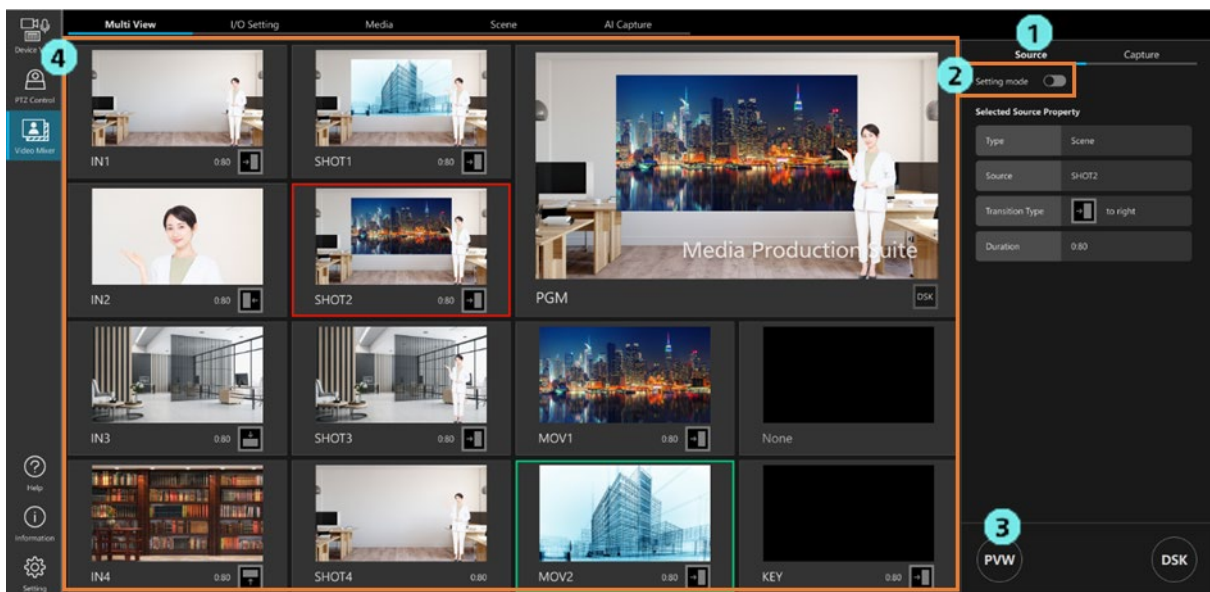 Multi View I/O Setting Media Scene AI Capture
1
Source Capture
2
Setting mode
Selected Source Property
Type Scene
Source SHOT2
Transition Type to right
Duration 0:80
3
PVW DSK
Device
PTZ Control
Video Mixer
Help
Information
Setting
4
IN1 0:80
SHOT1 0:80
Media Production Suite
PGM DSK
IN2 0:80
SHOT2 0:80
IN3 0:80
SHOT3 0:80
MOV1 0:80
None
IN4 0:80
SHOT4 0:80
MOV2 0:80
KEY 0:80